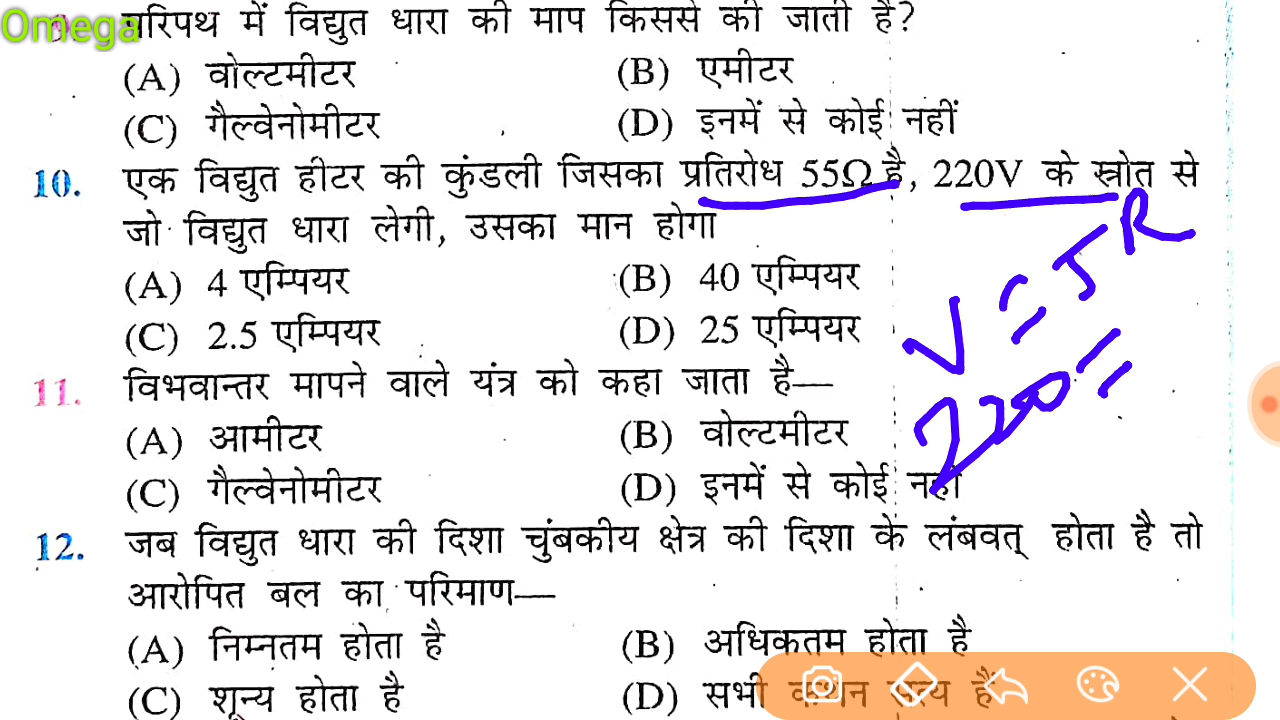 Omega
परिपथ में विद्युत धारा की माप किससे की जाती है?
(A) वोल्टमीटर (B) एमीटर
(C) गैल्वेनोमीटर (D) इनमें से कोई नहीं
10. एक विद्युत हीटर की कुंडली जिसका प्रतिरोध 55Ω है, 220V के स्त्रोत से
जो विद्युत धारा लेगी, उसका मान होगा
(A) 4 एम्पियर (B) 40 एम्पियर
(C) 2.5 एम्पियर (D) 25 एम्पियर
V = IR
220 =
11. विभवान्तर मापने वाले यंत्र को कहा जाता है—
(A) आमीटर (B) वोल्टमीटर
(C) गैल्वेनोमीटर (D) इनमें से कोई नहीं
12. जब विद्युत धारा की दिशा चुंबकीय क्षेत्र की दिशा के लंबवत् होता है तो
आरोपित बल का परिमाण—
(A) निम्नतम होता है (B) अधिकतम होता है
(C) शून्य होता है (D) सभी कथन सत्य हैं